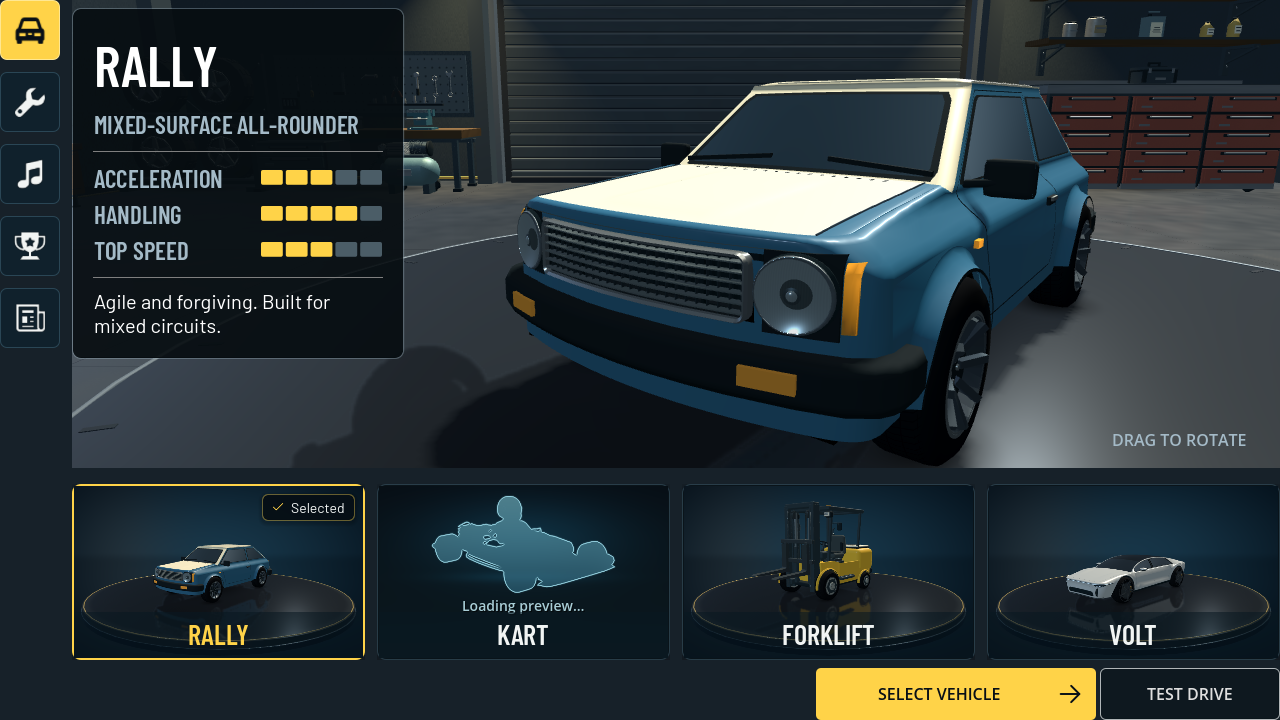 RALLY
MIXED-SURFACE ALL-ROUNDER
ACCELERATION
HANDLING
TOP SPEED
Agile and forgiving. Built for
mixed circuits.
DRAG TO ROTATE
Selected
RALLY
Loading preview...
KART
FORKLIFT
VOLT
SELECT VEHICLE
TEST DRIVE